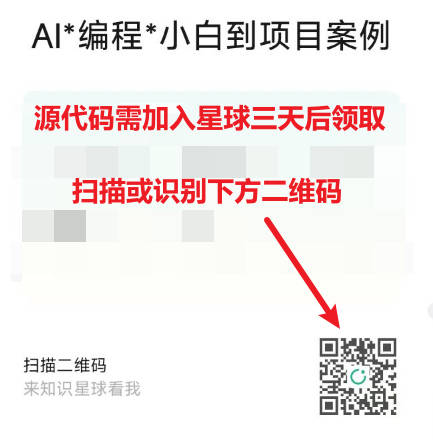 AI*编程*小白到项目案例
源代码需加入星球三天后领取
扫描或识别下方二维码
扫描二维码
来知识星球看我